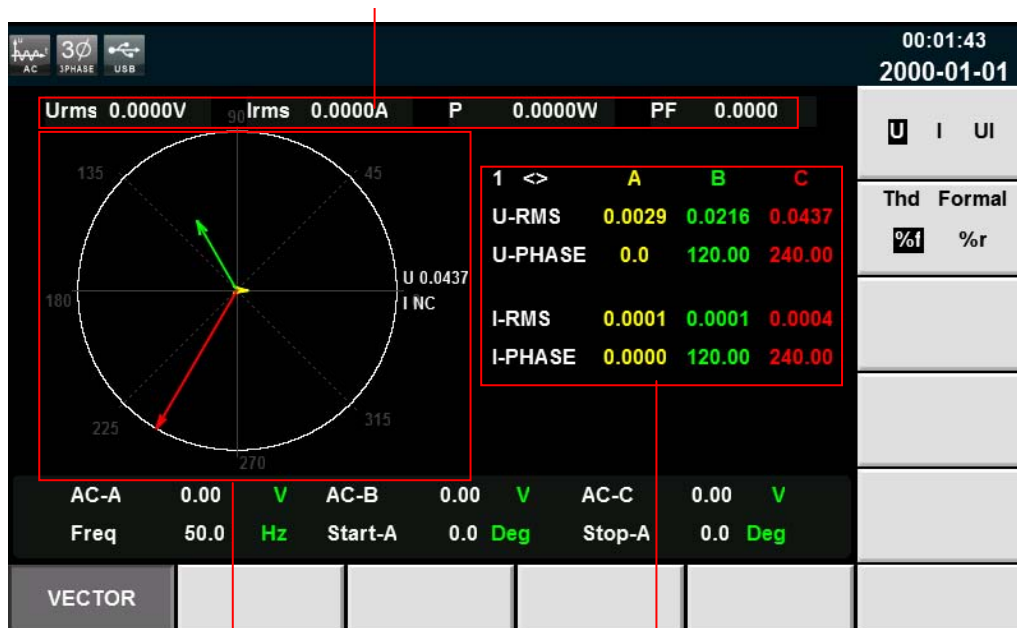 U t
AC
3Ø
3PHASE
USB
00:01:43
2000-01-01
Urms 0.0000V Irms 0.0000A P 0.0000W PF 0.0000
U I UI
Thd Formal
%f %r
90
135
45
180
U 0.0437
I NC
225
315
270
1 <> A B C
U-RMS 0.0029 0.0216 0.0437
U-PHASE 0.0 120.00 240.00
I-RMS 0.0001 0.0001 0.0004
I-PHASE 0.0000 120.00 240.00
AC-A 0.00 V AC-B 0.00 V AC-C 0.00 V
Freq 50.0 Hz Start-A 0.0 Deg Stop-A 0.0 Deg
VECTOR